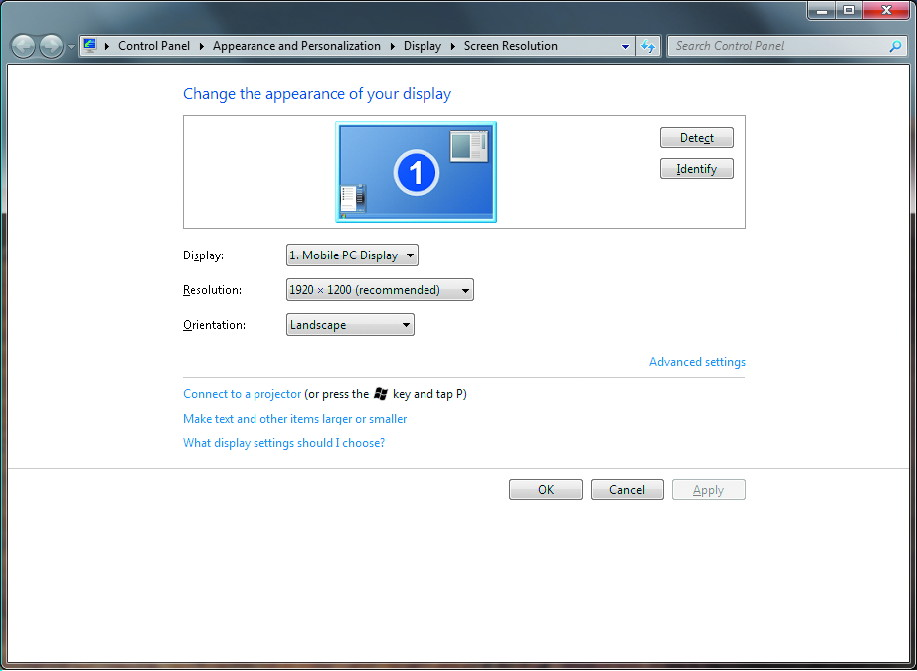 Control Panel Appearance and Personalization Display Screen Resolution Search Control Panel
Change the appearance of your display
1
Detect
Identify
Display: 1. Mobile PC Display
Resolution: 1920 × 1200 (recommended)
Orientation: Landscape
Advanced settings
Connect to a projector (or press the key and tap P)
Make text and other items larger or smaller
What display settings should I choose?
OK Cancel Apply